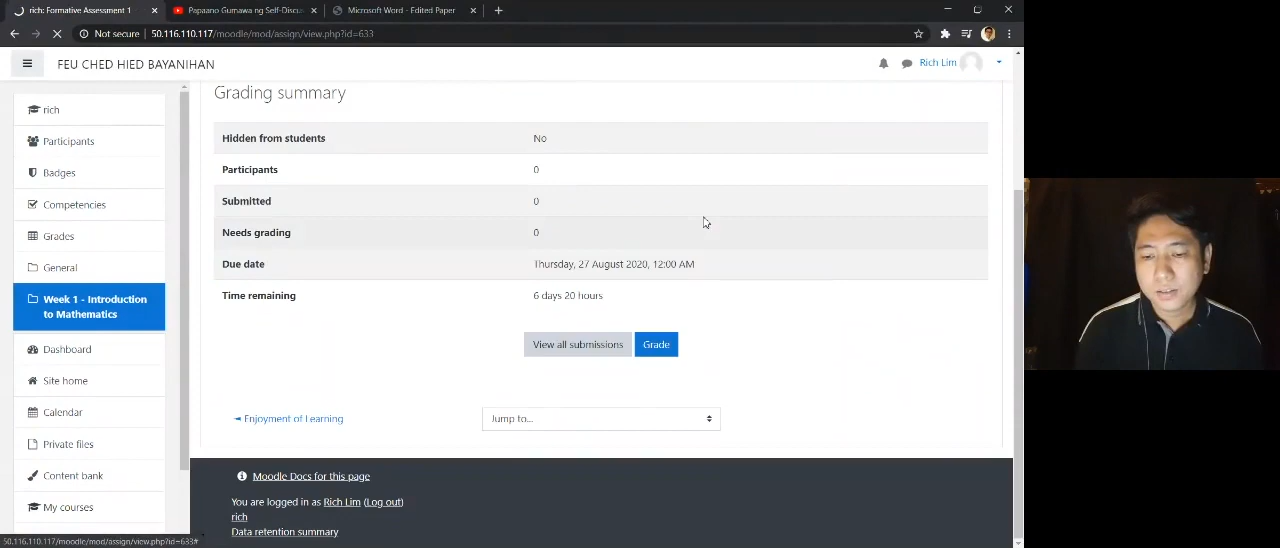 rich: Formative Assessment 1
Papaano Gumawa ng Self-Discu
Microsoft Word - Edited Paper
Not secure
50.116.110.117/moodle/mod/assign/view.php?id=633
FEU CHED HIED BAYANIHAN
Rich Lim
rich
Participants
Badges
Competencies
Grades
General
Week 1 - Introduction
to Mathematics
Dashboard
Site home
Calendar
Private files
Content bank
My courses
50.116.110.117/moodle/mod/assign/view.php?id=633#
Grading summary
Hidden from students No
Participants 0
Submitted 0
Needs grading 0
Due date Thursday, 27 August 2020, 12:00 AM
Time remaining 6 days 20 hours
View all submissions Grade
◄ Enjoyment of Learning
Jump to...
Moodle Docs for this page
You are logged in as Rich Lim (Log out)
rich
Data retention summary